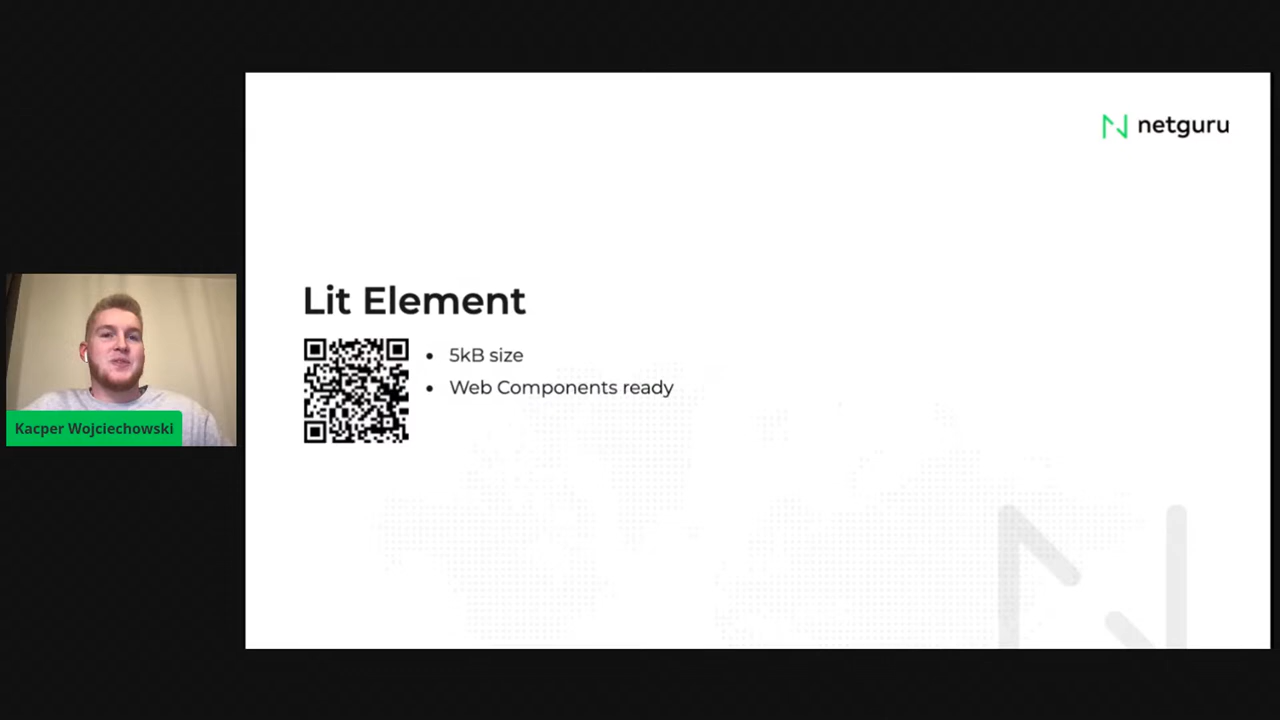 netguru
Lit Element
• 5kB size
• Web Components ready
Kacper Wojciechowski